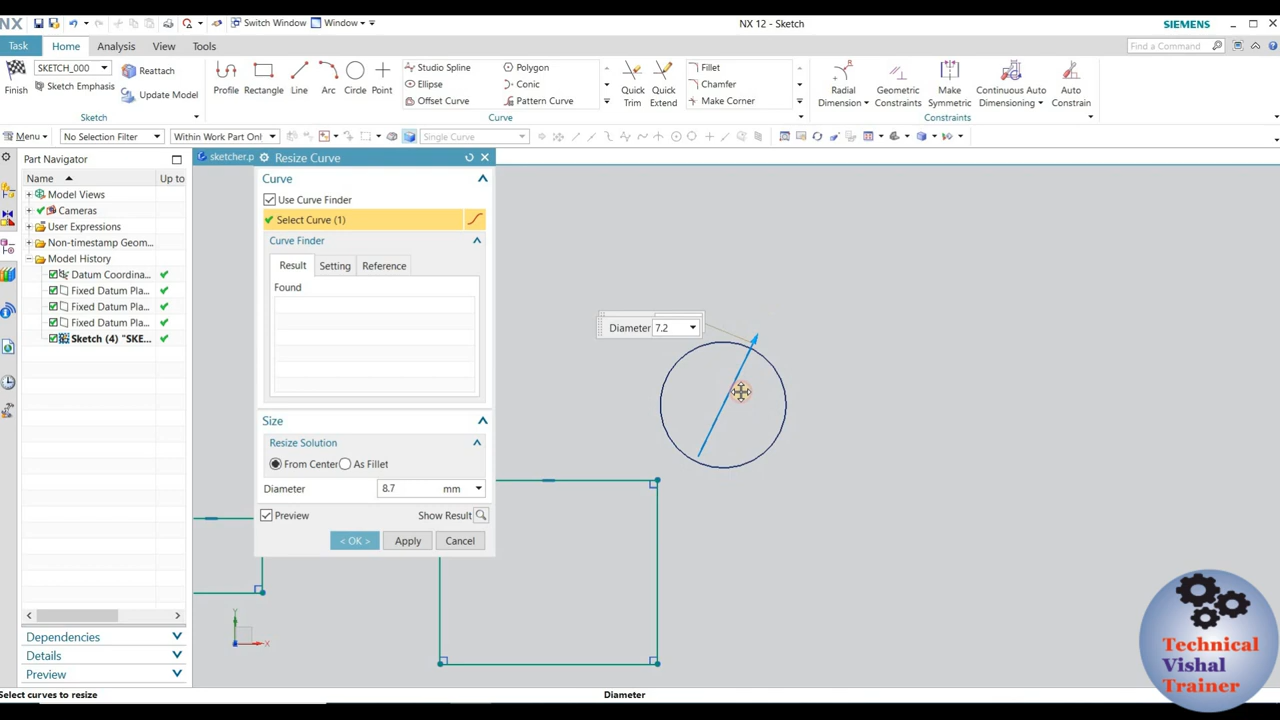 NX
Switch Window
Window
NX 12 - Sketch
SIEMENS
Task
Home
Analysis
View
Tools
Find a Command
SKETCH_000
Reattach
Sketch Emphasis
Update Model
Finish
Sketch
Profile
Rectangle
Line
Arc
Circle
Point
Studio Spline
Polygon
Ellipse
Conic
Offset Curve
Pattern Curve
Curve
Quick Trim
Quick Extend
Fillet
Chamfer
Make Corner
Radial Dimension
Geometric Constraints
Make Symmetric
Continuous Auto Dimensioning
Auto Constrain
Constraints
Menu
No Selection Filter
Within Work Part Onl
Single Curve
Part Navigator
Name
Up to
Model Views
Cameras
User Expressions
Non-timestamp Geom...
Model History
Datum Coordina...
Fixed Datum Pla...
Fixed Datum Pla...
Fixed Datum Pla...
Sketch (4) "SKE...
Dependencies
Details
Preview
sketcher.p
Resize Curve
Curve
Use Curve Finder
Select Curve (1)
Curve Finder
Result
Setting
Reference
Found
Size
Resize Solution
From Center
As Fillet
Diameter
8.7
mm
Preview
Show Result
< OK >
Apply
Cancel
Diameter 7.2
Y
X
Technical
Vishal
Trainer
Select curves to resize
Diameter